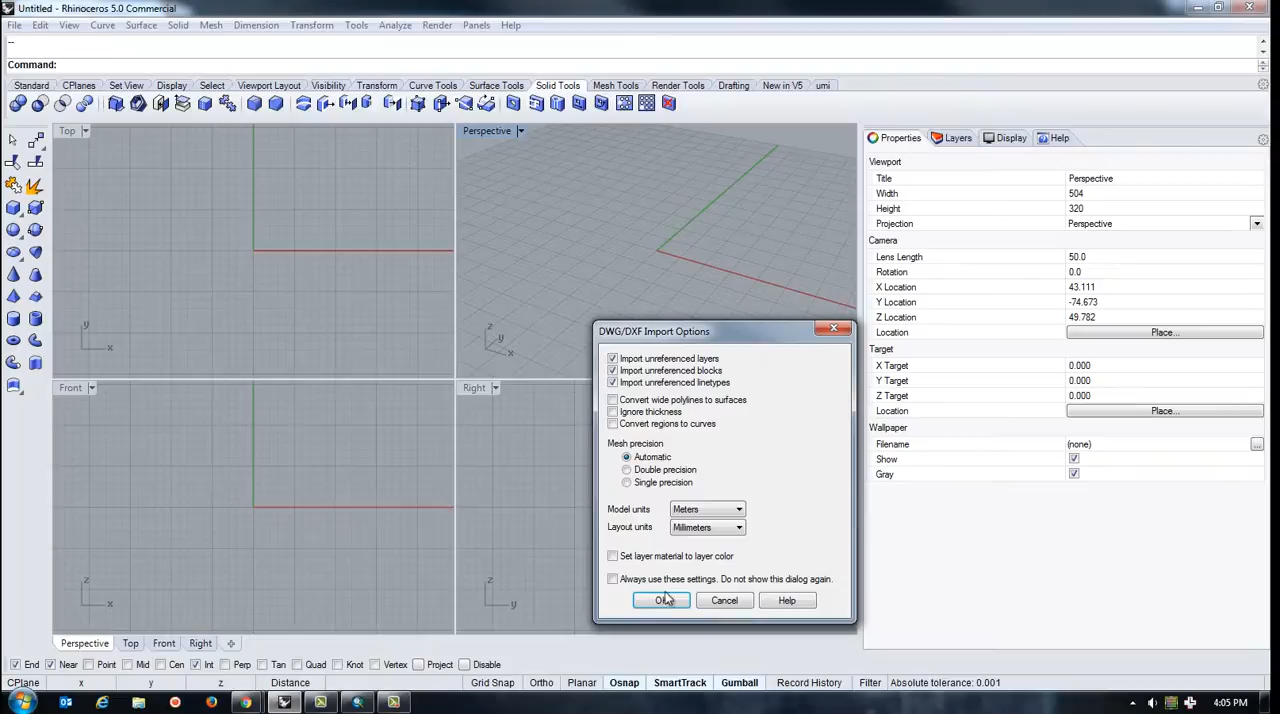 Untitled - Rhinoceros 5.0 Commercial
File Edit View Curve Surface Solid Mesh Dimension Transform Tools Analyze Render Panels Help
--
Command:
Standard CPlanes Set View Display Select Viewport Layout Visibility Transform Curve Tools Surface Tools Solid Tools Mesh Tools Render Tools Drafting New in V5 umi
Top
Perspective
Properties Layers Display Help
Viewport
Title Perspective
Width 504
Height 320
Projection Perspective
Camera
Lens Length 50.0
Rotation 0.0
X Location 43.111
Y Location -74.673
Z Location 49.782
Location Place...
Target
X Target 0.000
Y Target 0.000
Z Target 0.000
Location Place...
Wallpaper
Filename (none) ...
Show
Gray
y
x
z
y
x
DWG/DXF Import Options
Import unreferenced layers
Import unreferenced blocks
Import unreferenced linetypes
Convert wide polylines to surfaces
Ignore thickness
Convert regions to curves
Mesh precision
Automatic
Double precision
Single precision
Model units Meters
Layout units Millimeters
Set layer material to layer color
Always use these settings. Do not show this dialog again.
Cancel Help
Front
Right
z
x
z
y
Perspective Top Front Right
End Near Point Mid Cen Int Perp Tan Quad Knot Vertex Project Disable
CPlane x y z Distance Grid Snap Ortho Planar Osnap SmartTrack Gumball Record History Filter Absolute tolerance: 0.001
4:05 PM